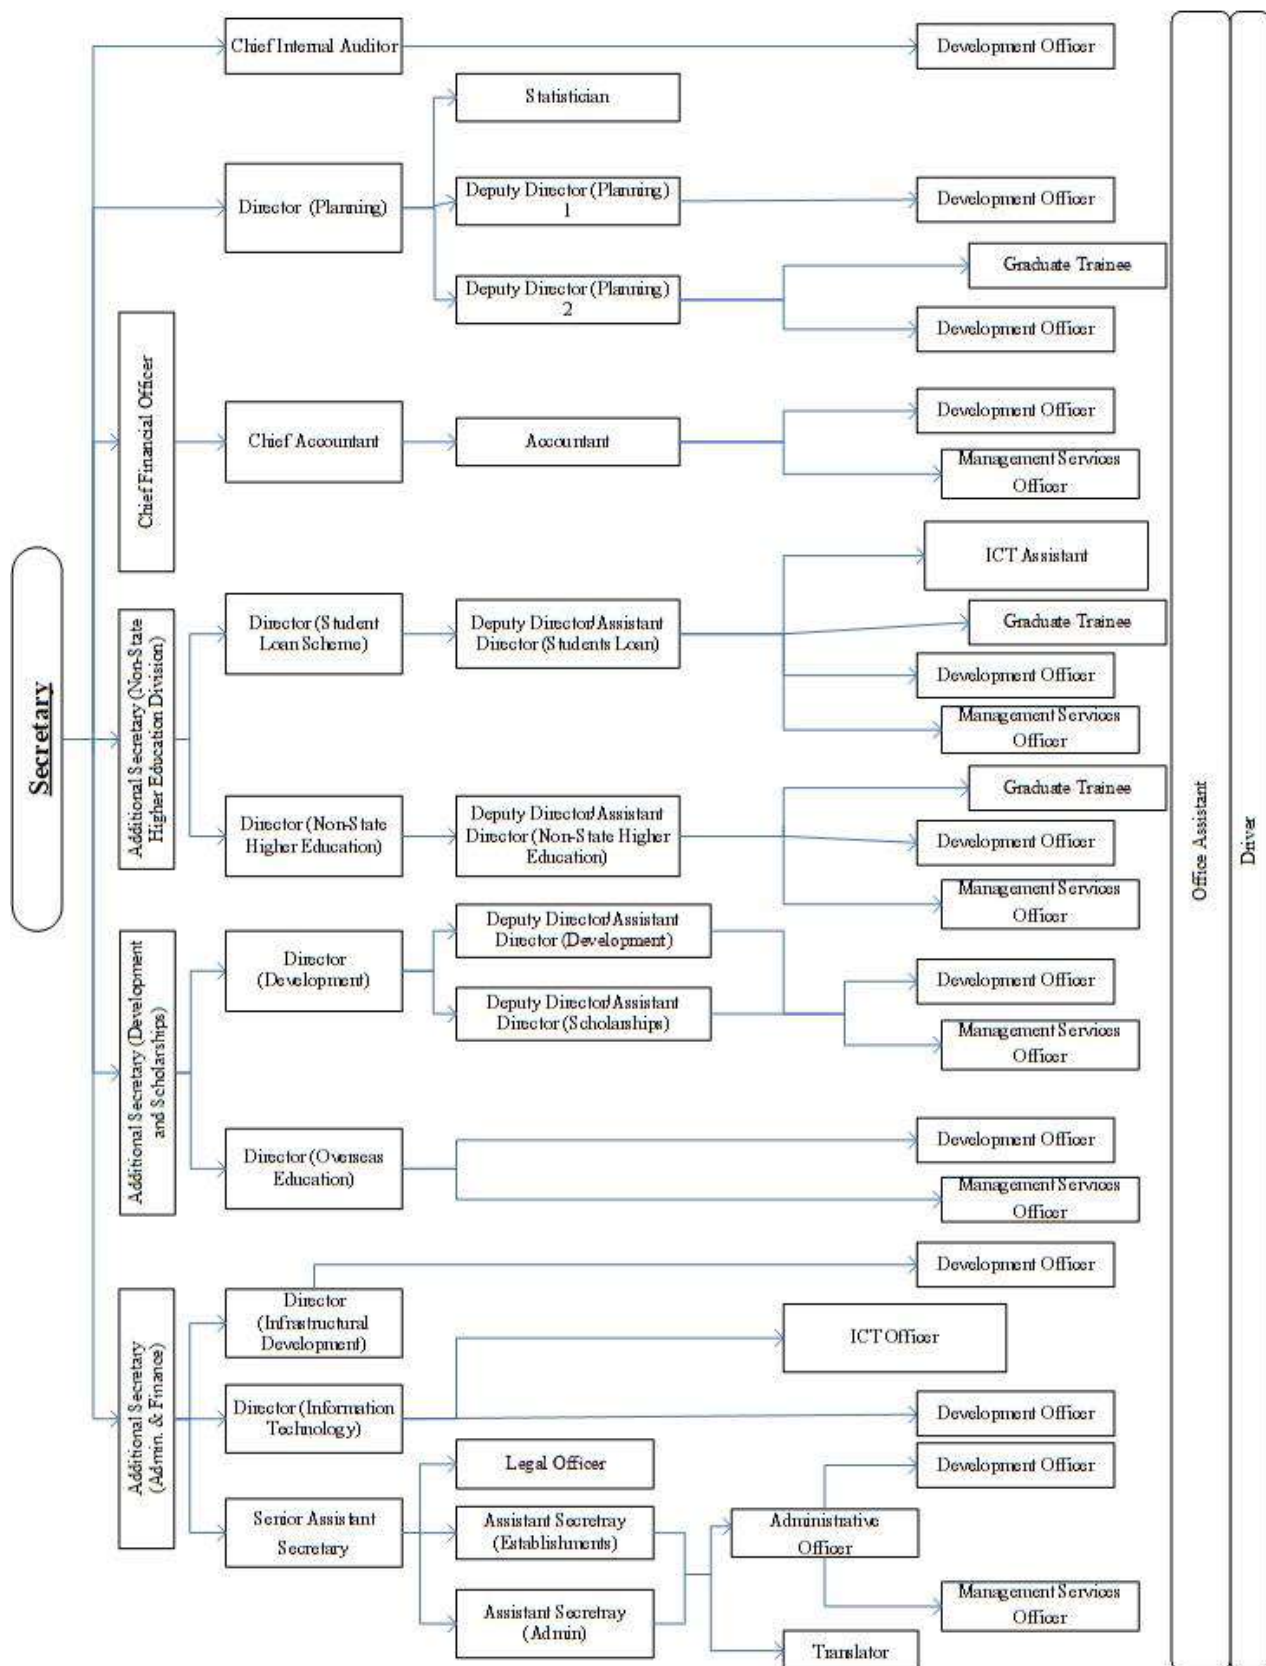 Secretary
Chief Internal Auditor
Development Officer
Statistician
Director (Planning)
Deputy Director (Planning)
1
Development Officer
Deputy Director (Planning)
2
Graduate Trainee
Development Officer
Chief Financial Officer
Chief Accountant
Accountant
Development Officer
Management Services
Officer
Additional Secretary (Non-State
Higher Education Division)
Director (Student
Loan Scheme)
Deputy Director/Assistant
Director (Students Loan)
ICT Assistant
Graduate Trainee
Development Officer
Management Services
Officer
Director (Non-State
Higher Education)
Deputy Director/Assistant
Director (Non-State Higher
Education)
Graduate Trainee
Development Officer
Management Services
Officer
Additional Secretary (Development
and Scholarships)
Director
(Development)
Deputy Director/Assistant
Director (Development)
Deputy Director/Assistant
Director (Scholarships)
Development Officer
Management Services
Officer
Director (Overseas
Education)
Development Officer
Management Services
Officer
Additional Secretary
(Admin. & Finance)
Director
(Infrastructural
Development)
Development Officer
Director (Information
Technology)
ICT Officer
Development Officer
Senior Assistant
Secretary
Legal Officer
Assistant Secretray
(Establishments)
Assistant Secretray
(Admin)
Administrative
Officer
Development Officer
Management Services
Officer
Translator
Office Assistant
Driver